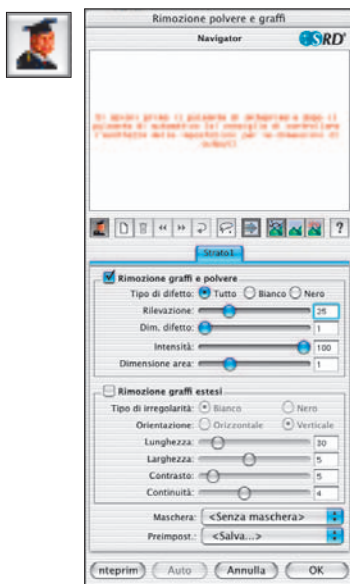 Rimozione polvere e graffi
Navigator
SRD
?
Strato1
Rimozione graffi e polvere
Tipo di difetto: Tutto Bianco Nero
Rilevazione: 25
Dim. difetto: 1
Intensità: 100
Dimensione area: 1
Rimozione graffi estesi
Tipo di irregolarità: Bianco Nero
Orientazione: Orizzontale Verticale
Lunghezza: 30
Larghezza: 5
Contrasto: 5
Continuità: 4
Maschera: <Senza maschera>
Preimpost.: <Salva...>
nteprim Auto Annulla OK